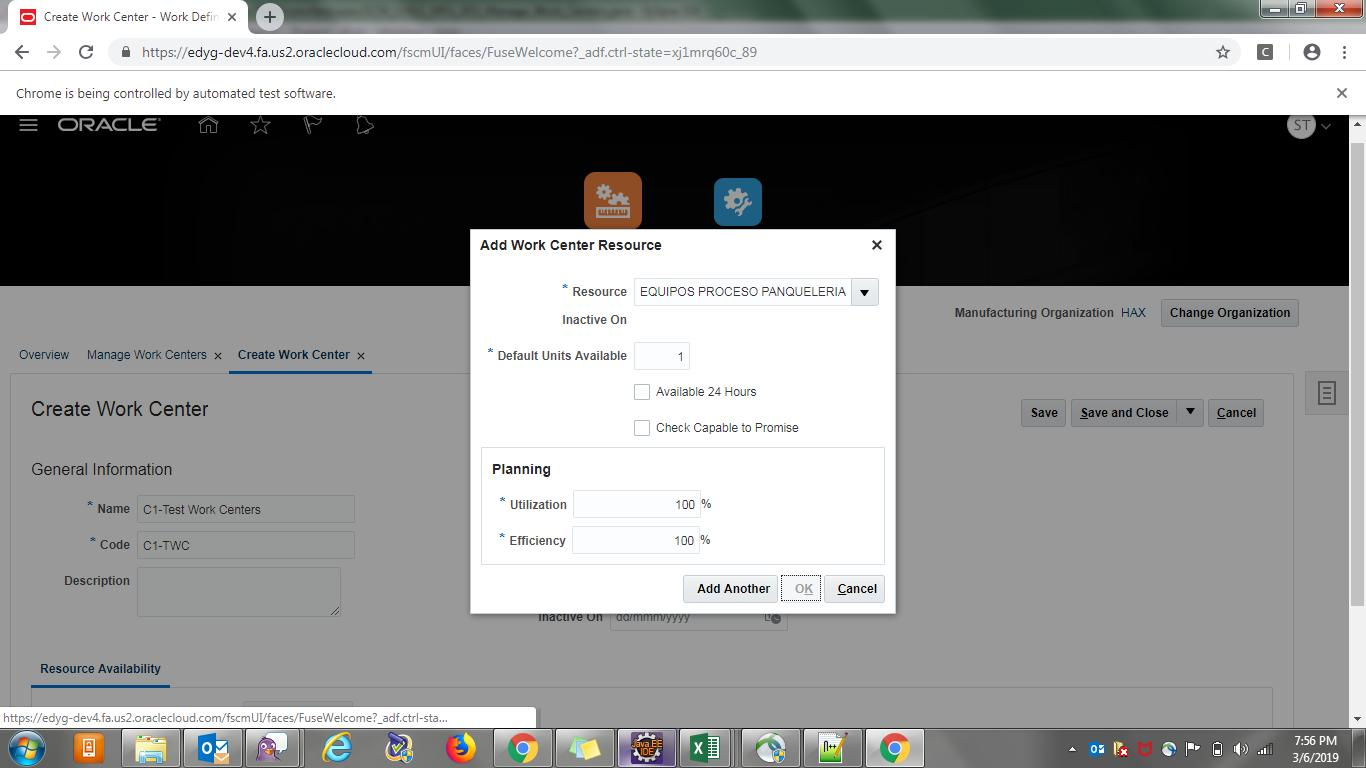 Create Work Center - Work Defin
https://edyg-dev4.fa.us2.oraclecloud.com/fscmUI/faces/FuseWelcome?_adf.ctrl-state=xj1mrq60c_89
C
Chrome is being controlled by automated test software.
ORACLE
ST
Add Work Center Resource
* Resource EQUIPOS PROCESO PANQUELERIA
Inactive On
Manufacturing Organization HAX Change Organization
* Default Units Available 1
Overview Manage Work Centers Create Work Center
Available 24 Hours
Create Work Center
Save Save and Close Cancel
Check Capable to Promise
General Information
Planning
* Name C1-Test Work Centers
* Utilization 100 %
* Code C1-TWC
* Efficiency 100 %
Description
Add Another OK Cancel
Inactive On dd/mmm/yyyy
Resource Availability
https://edyg-dev4.fa.us2.oraclecloud.com/fscmUI/faces/FuseWelcome?_adf.ctrl-sta...
Java EE
IDE
N++
7:56 PM
3/6/2019